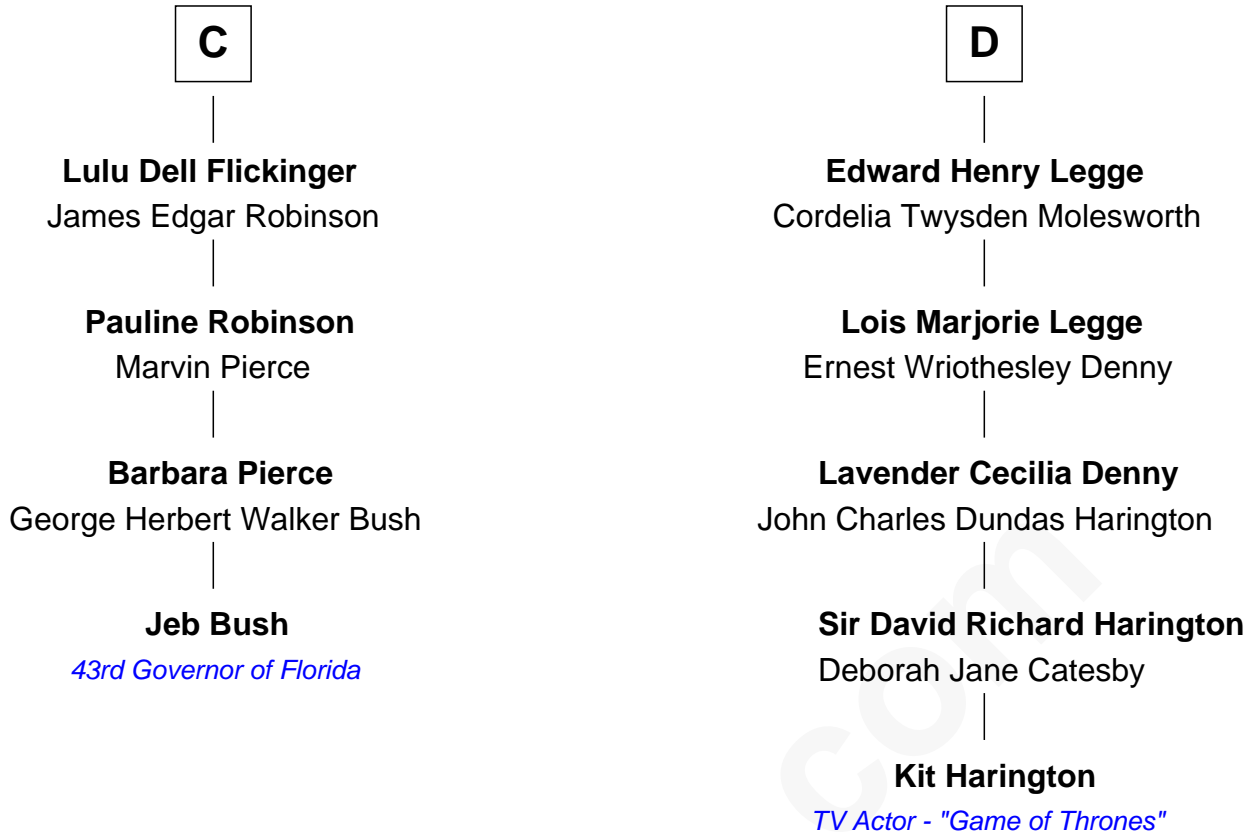 C
Lulu Dell Flickinger
James Edgar Robinson
Pauline Robinson
Marvin Pierce
Barbara Pierce
George Herbert Walker Bush
Jeb Bush
43rd Governor of Florida
D
Edward Henry Legge
Cordelia Twysden Molesworth
Lois Marjorie Legge
Ernest Wriothesley Denny
Lavender Cecilia Denny
John Charles Dundas Harington
Sir David Richard Harington
Deborah Jane Catesby
Kit Harington
TV Actor - "Game of Thrones"
com